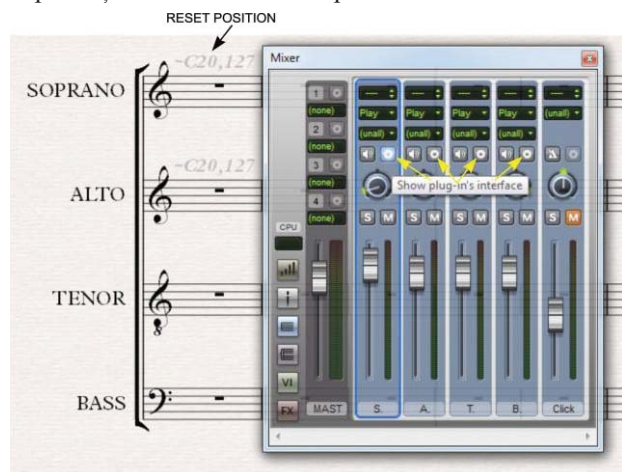 RESET POSITION
~C20,127
SOPRANO
~C20,127
ALTO
TENOR
8
BASS
Mixer
1
(none)
2
(none)
3
(none)
4
(none)
CPU
Play Play Play Play (unall)
(unall) (unall) (unall) (unall)
Show plug-in's interface
S M S M S M S M S M
VI
FX
MAST S. A. T. B. Click